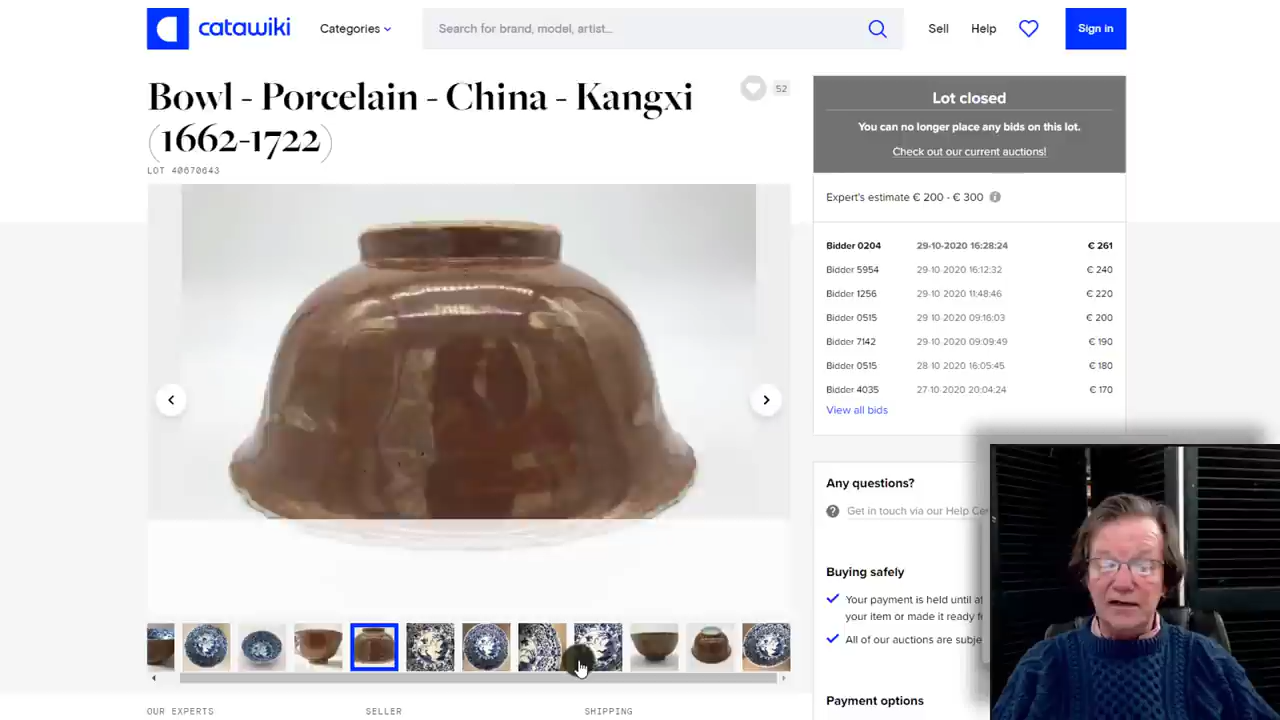 catawiki
Categories
Search for brand, model, artist...
Sell
Help
Sign in
Bowl - Porcelain - China - Kangxi
(1662-1722)
52
LOT 40670643
Lot closed
You can no longer place any bids on this lot.
Check out our current auctions!
Expert's estimate € 200 - € 300
Bidder 0204 29-10-2020 16:28:24 € 261
Bidder 5954 29-10-2020 16:12:32 € 240
Bidder 1256 29-10-2020 11:48:46 € 220
Bidder 0515 29-10-2020 09:16:03 € 200
Bidder 7142 29-10-2020 09:09:49 € 190
Bidder 0515 28-10-2020 16:05:45 € 180
Bidder 4035 27-10-2020 20:04:24 € 170
View all bids
Any questions?
Get in touch via our Help Cen
Buying safely
Your payment is held until
your item or made it ready f
All of our auctions are subje
Payment options
OUR EXPERTS
SELLER
SHIPPING